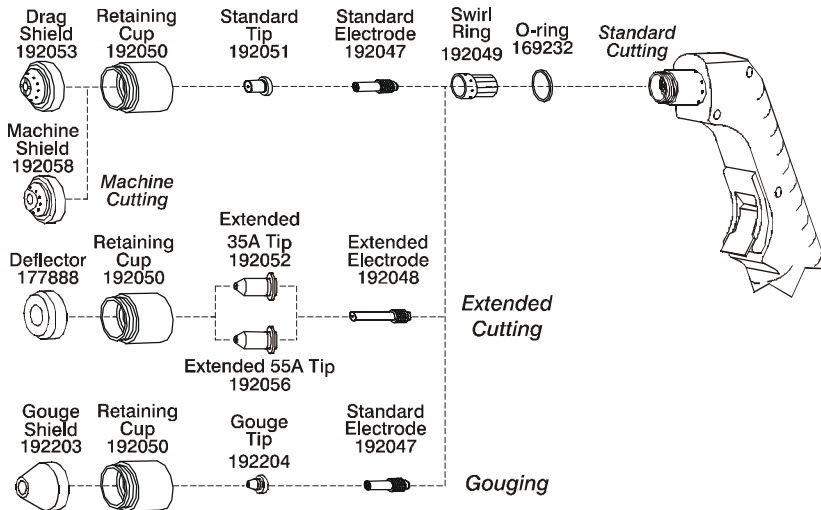 Drag
Shield
192053
Retaining
Cup
192050
Standard
Tip
192051
Standard
Electrode
192047
Swirl
Ring
192049
O-ring
169232
Standard
Cutting
Machine
Shield
192058
Machine
Cutting
Deflector
177888
Retaining
Cup
192050
Extended
35A Tip
192052
Extended 55A Tip
192056
Extended
Electrode
192048
Extended
Cutting
Gouge
Shield
192203
Retaining
Cup
192050
Gouge
Tip
192204
Standard
Electrode
192047
Gouging